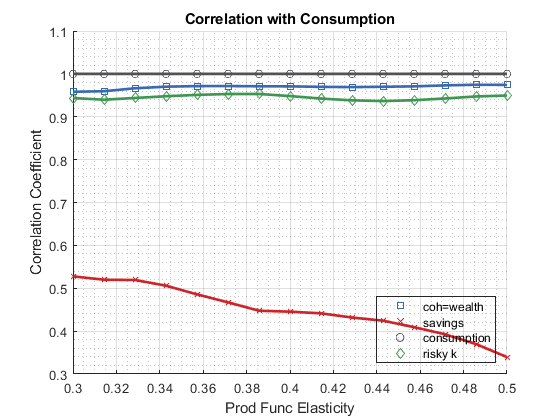 Correlation with Consumption
1.1
1
0.9
0.8
0.7
0.6
0.5
0.4
0.3
Correlation Coefficient
coh=wealth
savings
consumption
risky k
0.3 0.32 0.34 0.36 0.38 0.4 0.42 0.44 0.46 0.48 0.5
Prod Func Elasticity